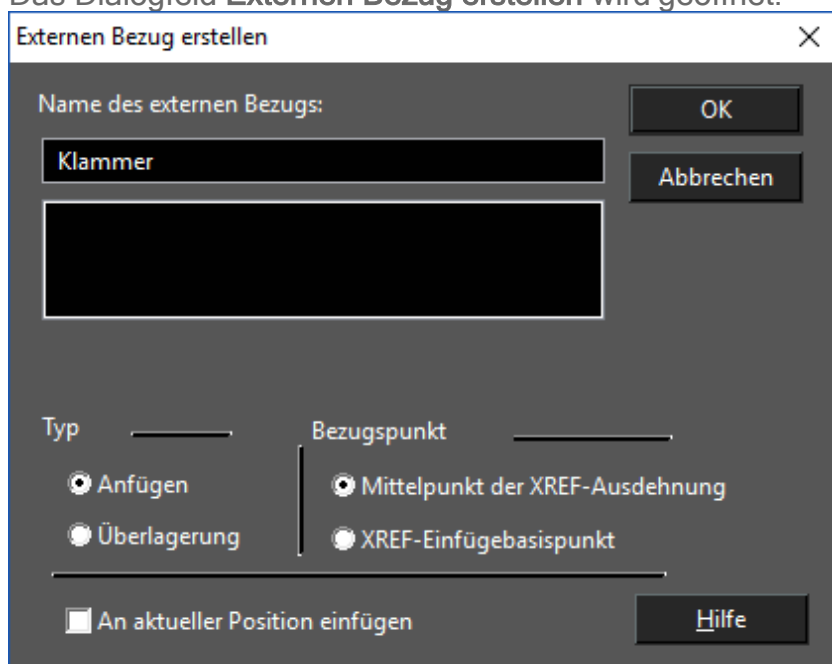 Das Dialogfeld Externen Bezug erstellen wird geöffnet.
Externen Bezug erstellen
Name des externen Bezugs:
OK
Klammer
Abbrechen
Typ
Bezugspunkt
Anfügen
Mittelpunkt der XREF-Ausdehnung
Überlagerung
XREF-Einfügebasispunkt
An aktueller Position einfügen
Hilfe